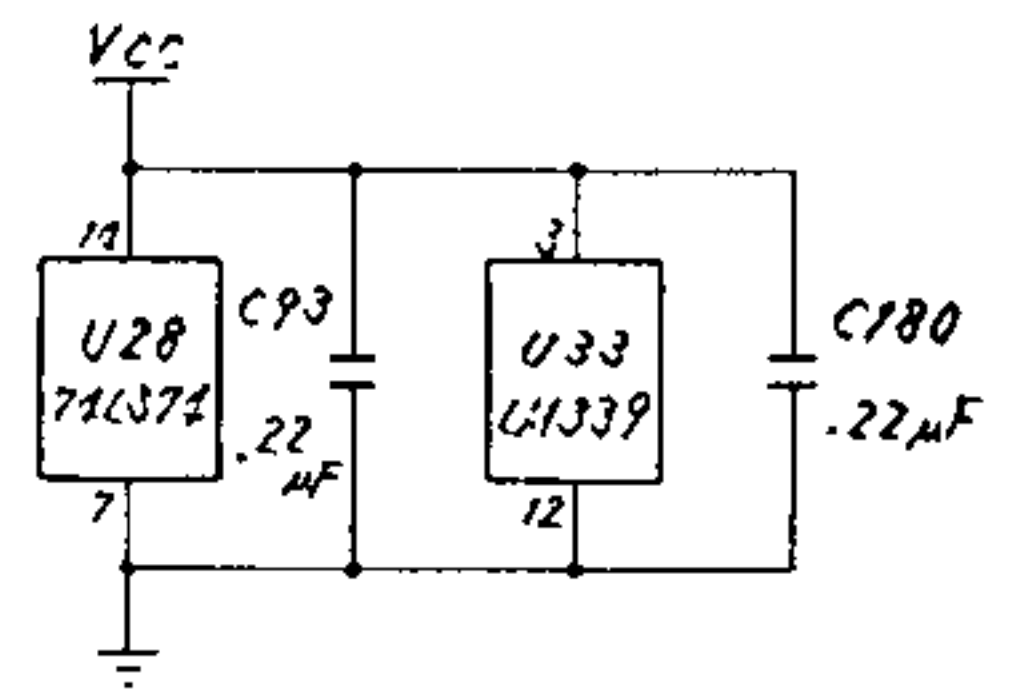 VCC
14
U28
74LS74
7
C93
.22
µF
3
U33
LM339
12
C180
.22µF